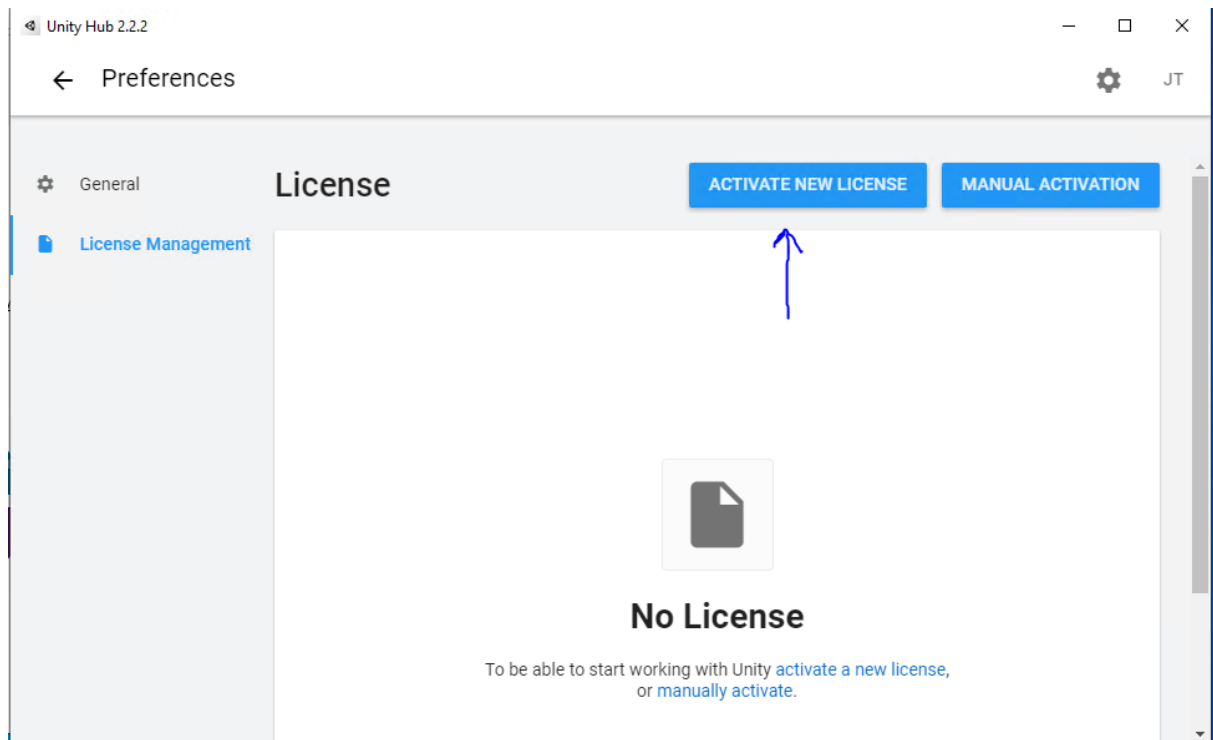 Unity Hub 2.2.2
Preferences
JT
General
License Management
License
ACTIVATE NEW LICENSE
MANUAL ACTIVATION
No License
To be able to start working with Unity activate a new license,
or manually activate.